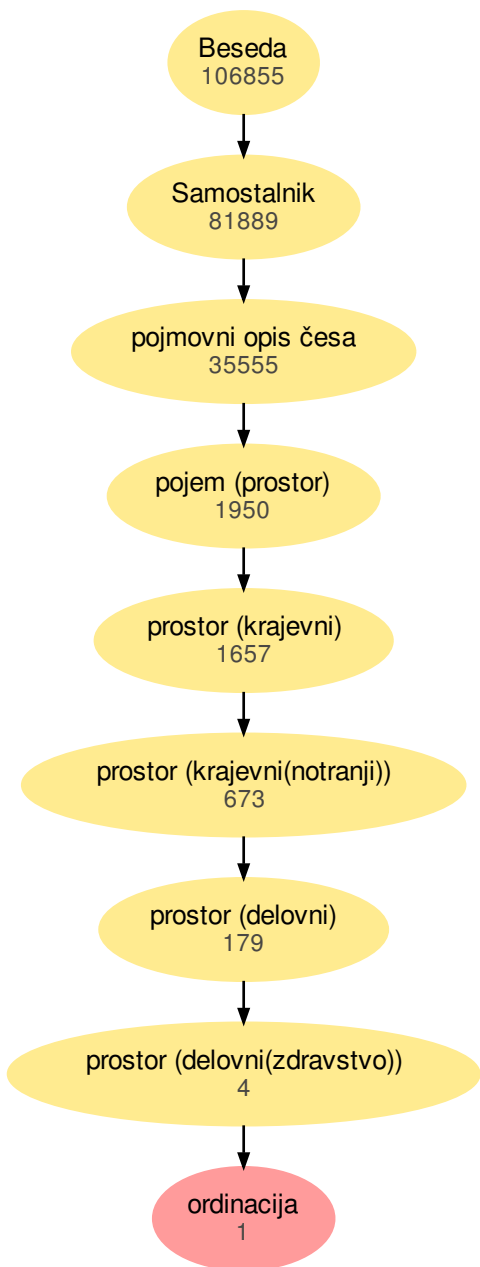 Beseda
106855
Samostalnik
81889
pojmovni opis česa
35555
pojem (prostor)
1950
prostor (krajevni)
1657
prostor (krajevni(notranji))
673
prostor (delovni)
179
prostor (delovni(zdravstvo))
4
ordinacija
1